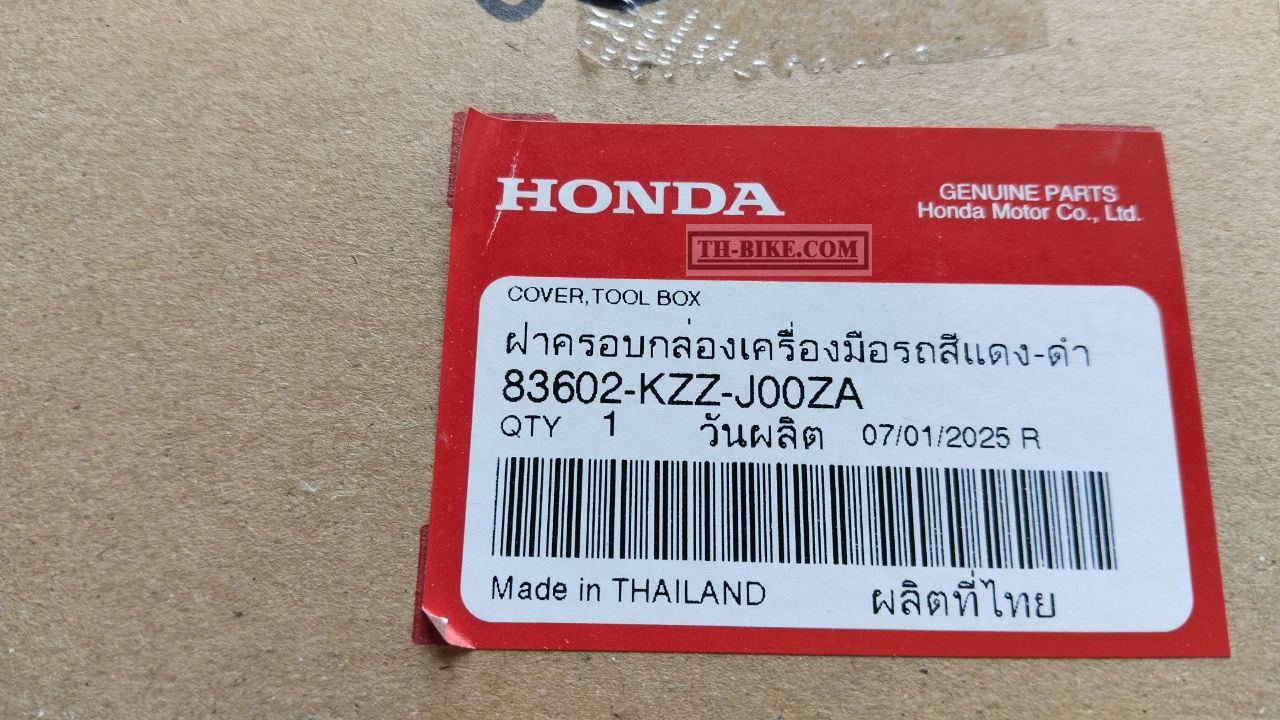 HONDA
GENUINE PARTS
Honda Motor Co., Ltd.
TH-BIKE.COM
COVER,TOOL BOX
ฝาครอบกล่องเครื่องมือรถสีแดง-ดำ
83602-KZZ-J00ZA
QTY 1 วันผลิต 07/01/2025 R
Made in THAILAND ผลิตที่ไทย